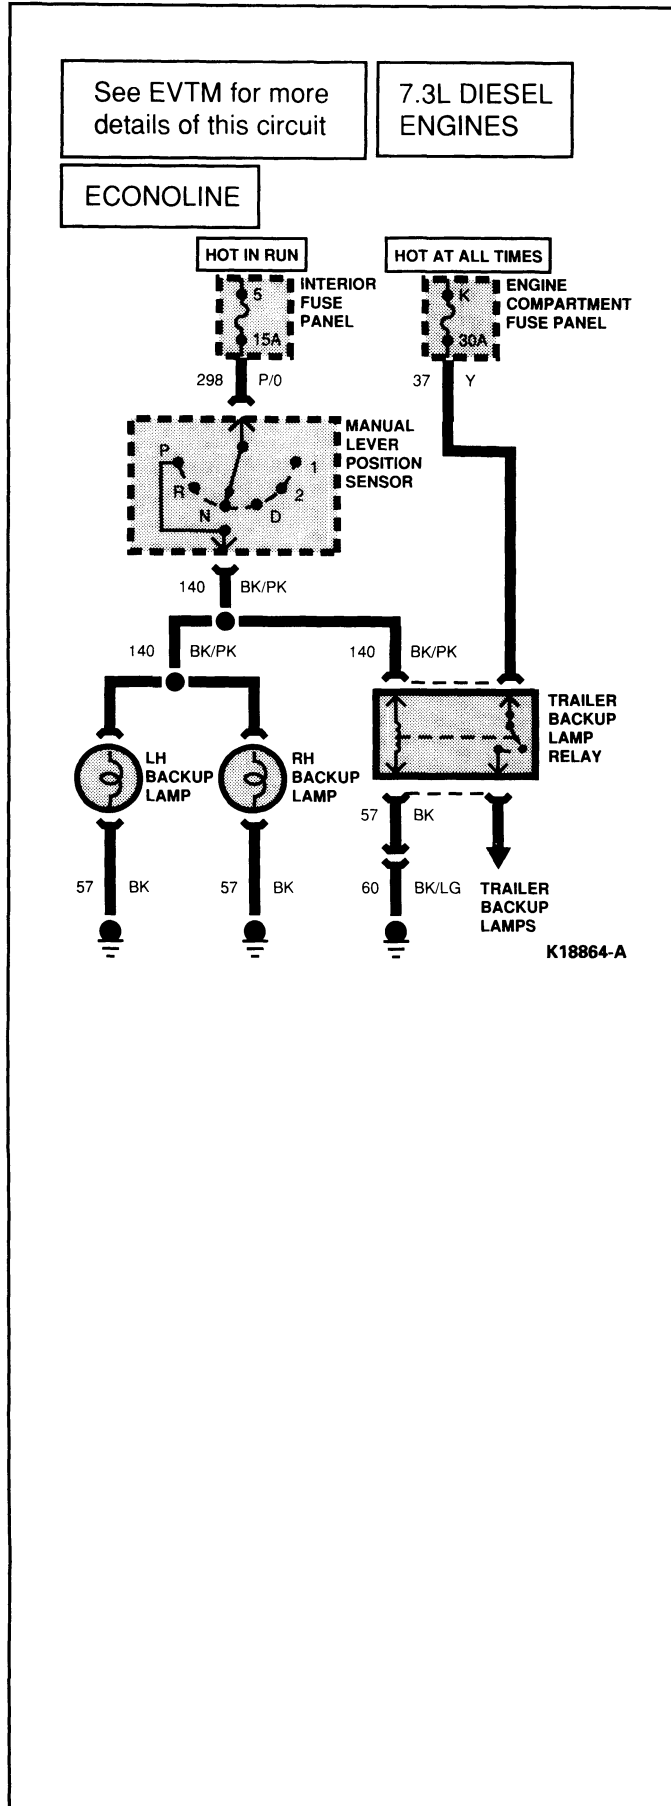 See EVTM for more
details of this circuit
7.3L DIESEL
ENGINES
ECONOLINE
HOT IN RUN
HOT AT ALL TIMES
5
15A
INTERIOR
FUSE
PANEL
K
30A
ENGINE
COMPARTMENT
FUSE PANEL
298 P/0
37 Y
P
R
N
D
2
1
MANUAL
LEVER
POSITION
SENSOR
140 BK/PK
140 BK/PK
140 BK/PK
LH
BACKUP
LAMP
RH
BACKUP
LAMP
TRAILER
BACKUP
LAMP
RELAY
57 BK
57 BK
57 BK
60 BK/LG
TRAILER
BACKUP
LAMPS
K18864-A